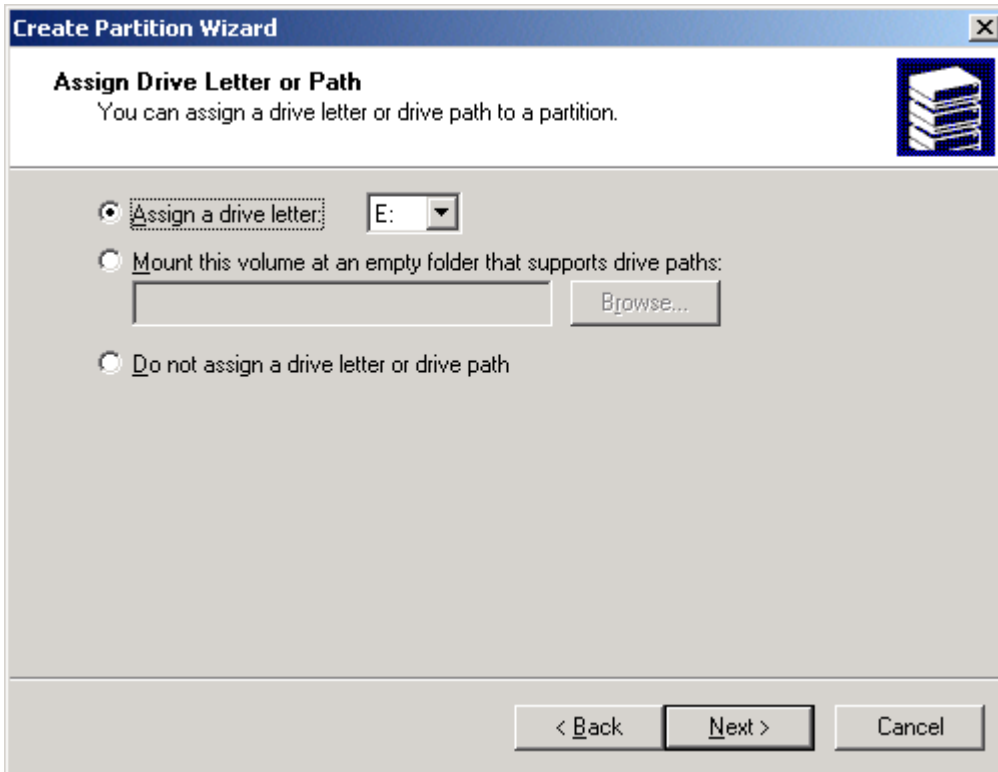 Create Partition Wizard
Assign Drive Letter or Path
You can assign a drive letter or drive path to a partition.
Assign a drive letter: E:
Mount this volume at an empty folder that supports drive paths:
Browse...
Do not assign a drive letter or drive path
< Back Next > Cancel